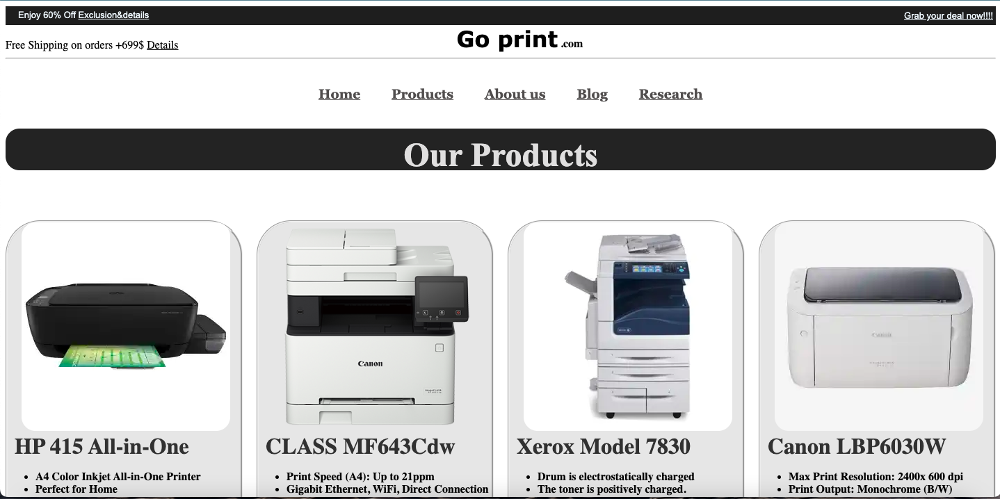 Enjoy 60% Off Exclusion&details
Grab your deal now!!!!
Free Shipping on orders +699$ Details
Go print .com
Home Products About us Blog Research
Our Products
Canon
Canon
HP 415 All-in-One
A4 Color Inkjet All-in-One Printer
Perfect for Home
CLASS MF643Cdw
Print Speed (A4): Up to 21ppm
Gigabit Ethernet, WiFi, Direct Connection
Xerox Model 7830
Drum is electrostatically charged
The toner is positively charged.
Canon LBP6030W
Max Print Resolution: 2400x 600 dpi
Print Output: Monochrome (B/W)